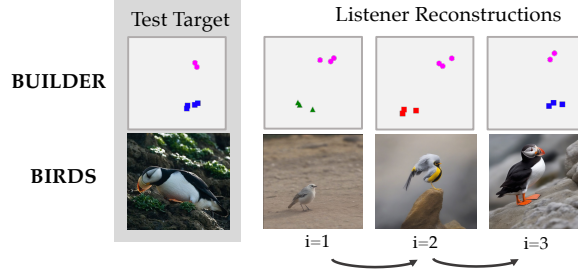 Test Target
Listener Reconstructions
BUILDER
BIRDS
i=1
i=2
i=3